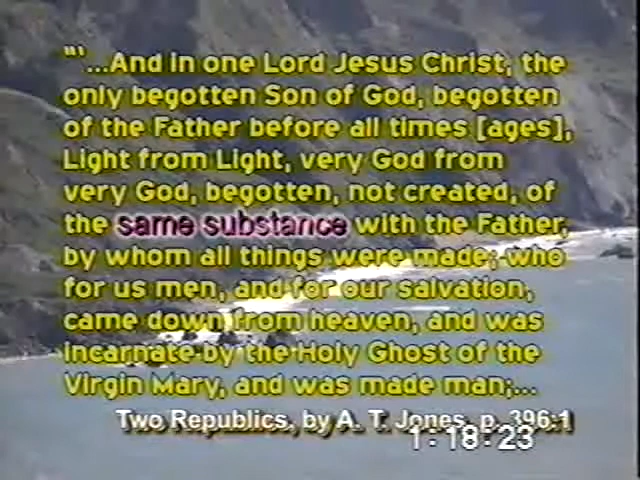 "'...And in one Lord Jesus Christ, the
only begotten Son of God, begotten
of the Father before all times [ages],
Light from Light, very God from
very God, begotten, not created, of
the same substance with the Father,
by whom all things were made; who
for us men, and for our salvation,
came down from heaven, and was
incarnate by the Holy Ghost of the
Virgin Mary, and was made man;...
Two Republics, by A. T. Jones, p. 396:1
1:18:23